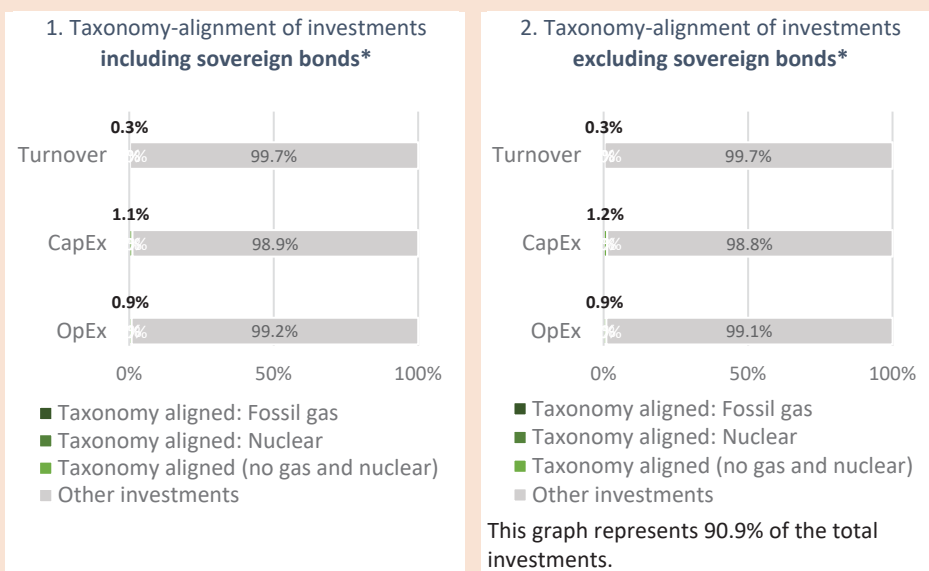 1. Taxonomy-alignment of investments
including sovereign bonds*
0.3%
Turnover
99.7%
1.1%
CapEx
98.9%
0.9%
OpEx
99.2%
0%
50%
100%
Taxonomy aligned: Fossil gas
Taxonomy aligned: Nuclear
Taxonomy aligned (no gas and nuclear)
Other investments
2. Taxonomy-alignment of investments
excluding sovereign bonds*
0.3%
Turnover
99.7%
1.2%
CapEx
98.8%
0.9%
OpEx
99.1%
0%
50%
100%
Taxonomy aligned: Fossil gas
Taxonomy aligned: Nuclear
Taxonomy aligned (no gas and nuclear)
Other investments
This graph represents 90.9% of the total
investments.